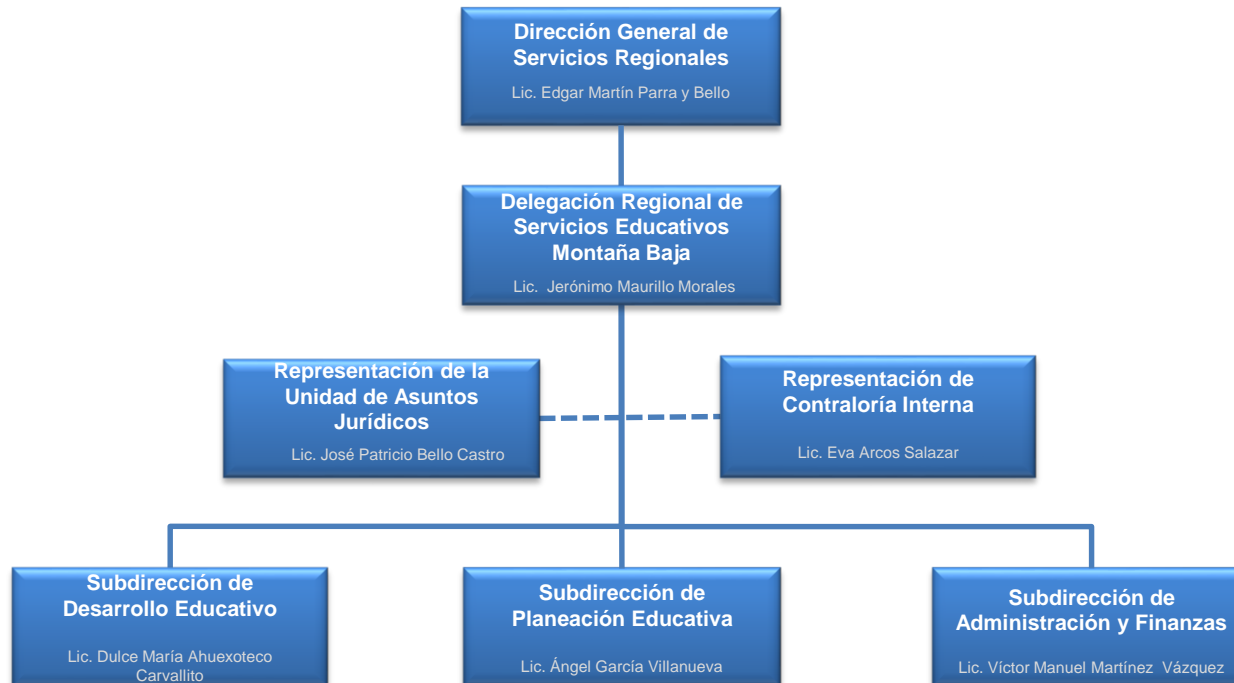 Dirección General de
Servicios Regionales
Lic. Edgar Martín Parra y Bello
Delegación Regional de
Servicios Educativos
Montaña Baja
Lic. Jerónimo Maurillo Morales
Representación de la
Unidad de Asuntos
Jurídicos
Lic. José Patricio Bello Castro
Representación de
Contraloría Interna
Lic. Eva Arcos Salazar
Subdirección de
Desarrollo Educativo
Lic. Dulce María Ahuexoteco
Carvallito
Subdirección de
Planeación Educativa
Lic. Ángel García Villanueva
Subdirección de
Administración y Finanzas
Lic. Víctor Manuel Martínez Vázquez